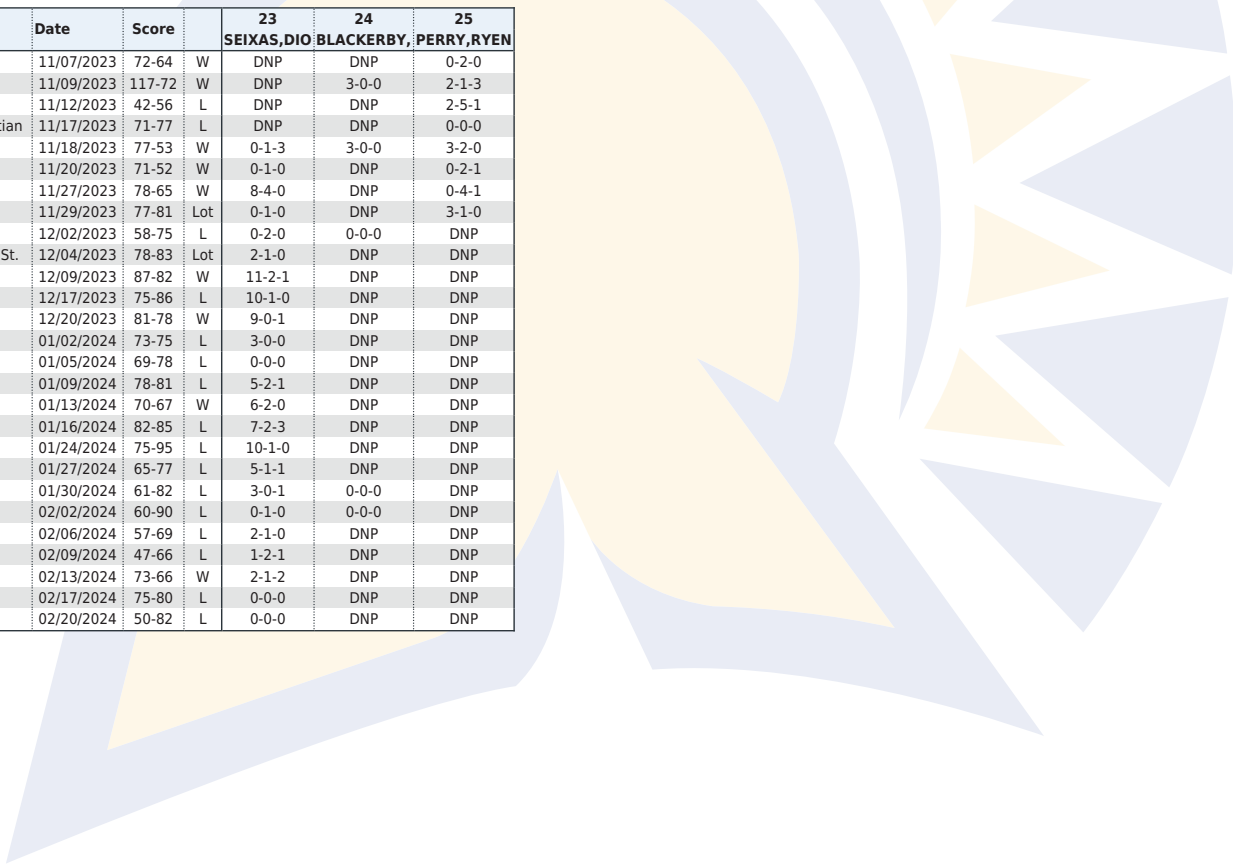 Date Score 23 24 25
SEIXAS,DIO BLACKERBY, PERRY,RYEN
11/07/2023 72-64 W DNP DNP 0-2-0
11/09/2023 117-72 W DNP 3-0-0 2-1-3
11/12/2023 42-56 L DNP DNP 2-5-1
tian 11/17/2023 71-77 L DNP DNP 0-0-0
11/18/2023 77-53 W 0-1-3 3-0-0 3-2-0
11/20/2023 71-52 W 0-1-0 DNP 0-2-1
11/27/2023 78-65 W 8-4-0 DNP 0-4-1
11/29/2023 77-81 Lot 0-1-0 DNP 3-1-0
12/02/2023 58-75 L 0-2-0 0-0-0 DNP
St. 12/04/2023 78-83 Lot 2-1-0 DNP DNP
12/09/2023 87-82 W 11-2-1 DNP DNP
12/17/2023 75-86 L 10-1-0 DNP DNP
12/20/2023 81-78 W 9-0-1 DNP DNP
01/02/2024 73-75 L 3-0-0 DNP DNP
01/05/2024 69-78 L 0-0-0 DNP DNP
01/09/2024 78-81 L 5-2-1 DNP DNP
01/13/2024 70-67 W 6-2-0 DNP DNP
01/16/2024 82-85 L 7-2-3 DNP DNP
01/24/2024 75-95 L 10-1-0 DNP DNP
01/27/2024 65-77 L 5-1-1 DNP DNP
01/30/2024 61-82 L 3-0-1 0-0-0 DNP
02/02/2024 60-90 L 0-1-0 0-0-0 DNP
02/06/2024 57-69 L 2-1-0 DNP DNP
02/09/2024 47-66 L 1-2-1 DNP DNP
02/13/2024 73-66 W 2-1-2 DNP DNP
02/17/2024 75-80 L 0-0-0 DNP DNP
02/20/2024 50-82 L 0-0-0 DNP DNP